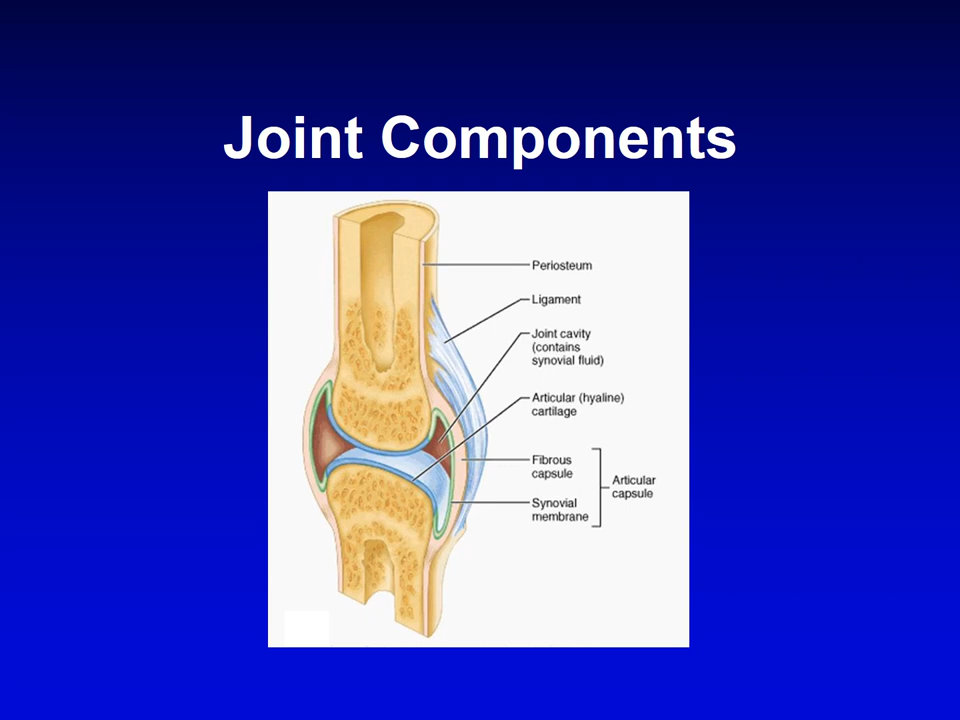 Joint Components
Periosteum
Ligament
Joint cavity
(contains
synovial fluid)
Articular (hyaline)
cartilage
Fibrous
capsule
Synovial
membrane
Articular
capsule